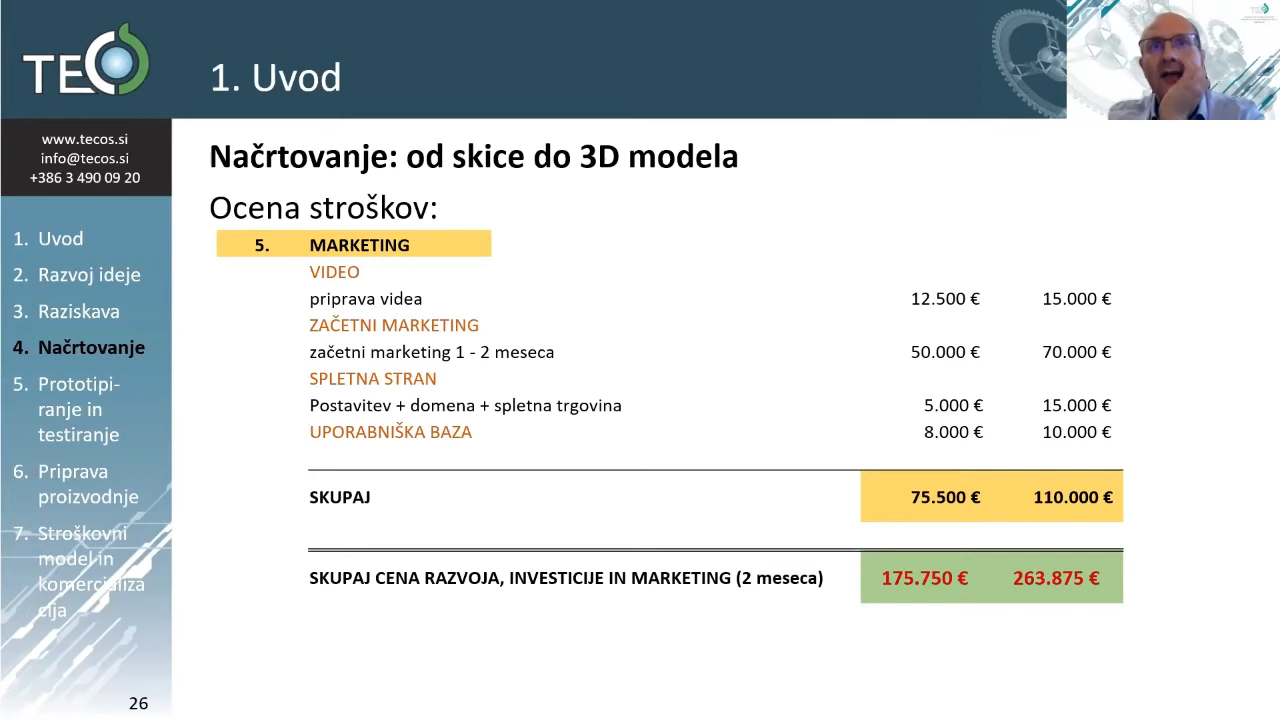 TECO
1. Uvod
www.tecos.si
info@tecos.si
+386 3 490 09 20
1. Uvod
2. Razvoj ideje
3. Raziskava
4. Načrtovanje
5. Prototipi-
ranje in
testiranje
6. Priprava
proizvodnje
7. Stroškovni
model in
komercializa
cija
26
Načrtovanje: od skice do 3D modela
Ocena stroškov:
5. MARKETING
VIDEO
priprava videa 12.500 € 15.000 €
ZAČETNI MARKETING
začetni marketing 1 - 2 meseca 50.000 € 70.000 €
SPLETNA STRAN
Postavitev + domena + spletna trgovina 5.000 € 15.000 €
UPORABNIŠKA BAZA 8.000 € 10.000 €
SKUPAJ 75.500 € 110.000 €
SKUPAJ CENA RAZVOJA, INVESTICIJE IN MARKETING (2 meseca) 175.750 € 263.875 €